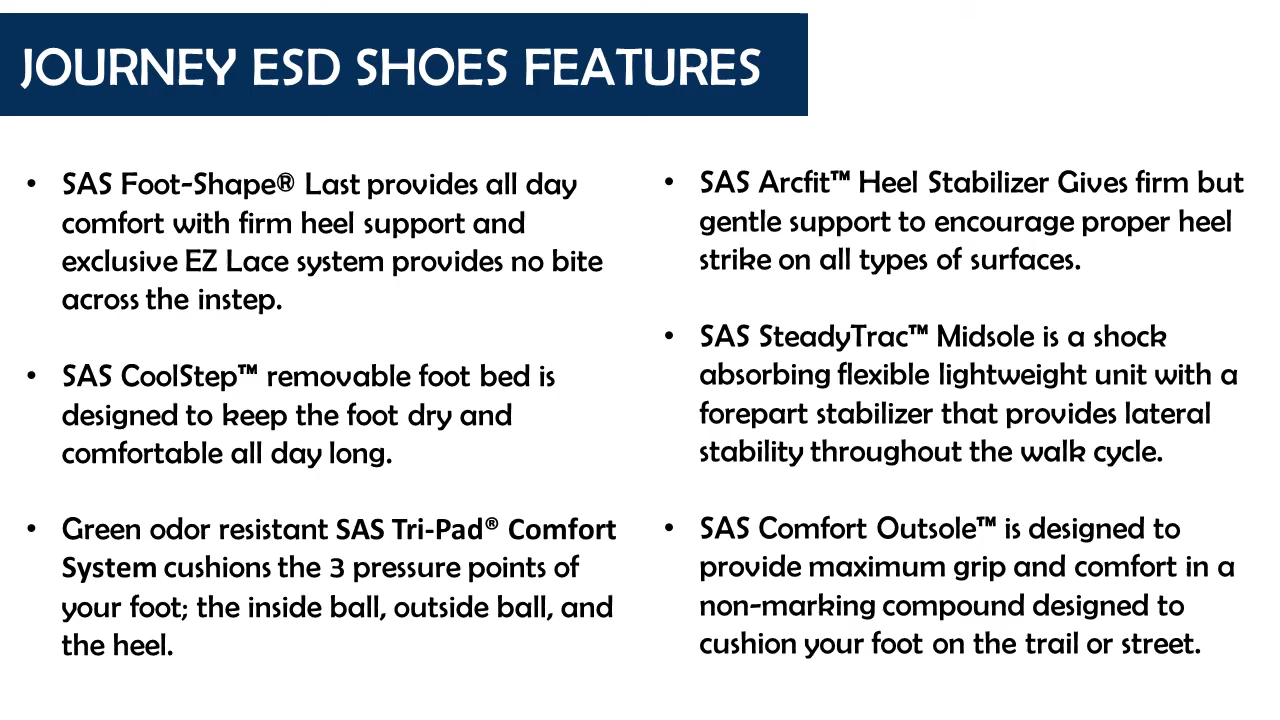 JOURNEY ESD SHOES FEATURES
• SAS Foot-Shape® Last provides all day
comfort with firm heel support and
exclusive EZ Lace system provides no bite
across the instep.
• SAS CoolStep™ removable foot bed is
designed to keep the foot dry and
comfortable all day long.
• Green odor resistant SAS Tri-Pad® Comfort
System cushions the 3 pressure points of
your foot; the inside ball, outside ball, and
the heel.
• SAS Arcfit™ Heel Stabilizer Gives firm but
gentle support to encourage proper heel
strike on all types of surfaces.
• SAS SteadyTrac™ Midsole is a shock
absorbing flexible lightweight unit with a
forepart stabilizer that provides lateral
stability throughout the walk cycle.
• SAS Comfort Outsole™ is designed to
provide maximum grip and comfort in a
non-marking compound designed to
cushion your foot on the trail or street.